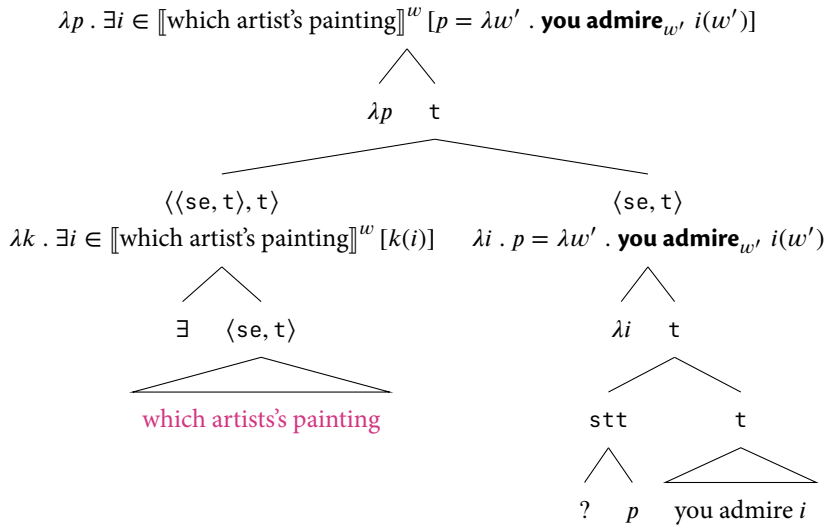 λp . ∃i ∈ ⟦which artist's painting⟧ʷ [p = λw′ . you admire_w′ i(w′)]
λp t
⟨⟨se, t⟩, t⟩ ⟨se, t⟩
λk . ∃i ∈ ⟦which artist's painting⟧ʷ [k(i)] λi . p = λw′ . you admire_w′ i(w′)
∃ ⟨se, t⟩ λi t
which artists's painting stt t
? p you admire i